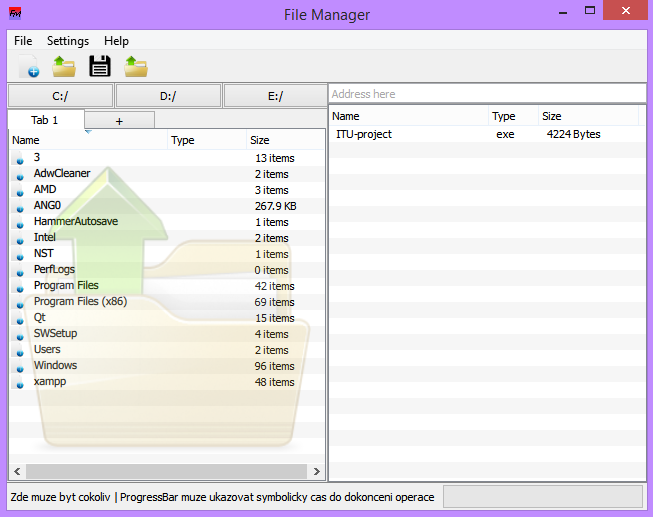 FM
File Manager
File Settings Help
C:/ D:/ E:/
Address here
Tab 1 +
Name Type Size
Name Type Size
ITU-project exe 4224 Bytes
3 13 items
AdwCleaner 2 items
AMD 3 items
ANG0 267.9 KB
HammerAutosave 1 items
Intel 2 items
NST 1 items
PerfLogs 0 items
Program Files 42 items
Program Files (x86) 69 items
Qt 15 items
SWSetup 4 items
Users 2 items
Windows 96 items
xampp 48 items
Zde muze byt cokoliv | ProgressBar muze ukazovat symbolicky cas do dokonceni operace